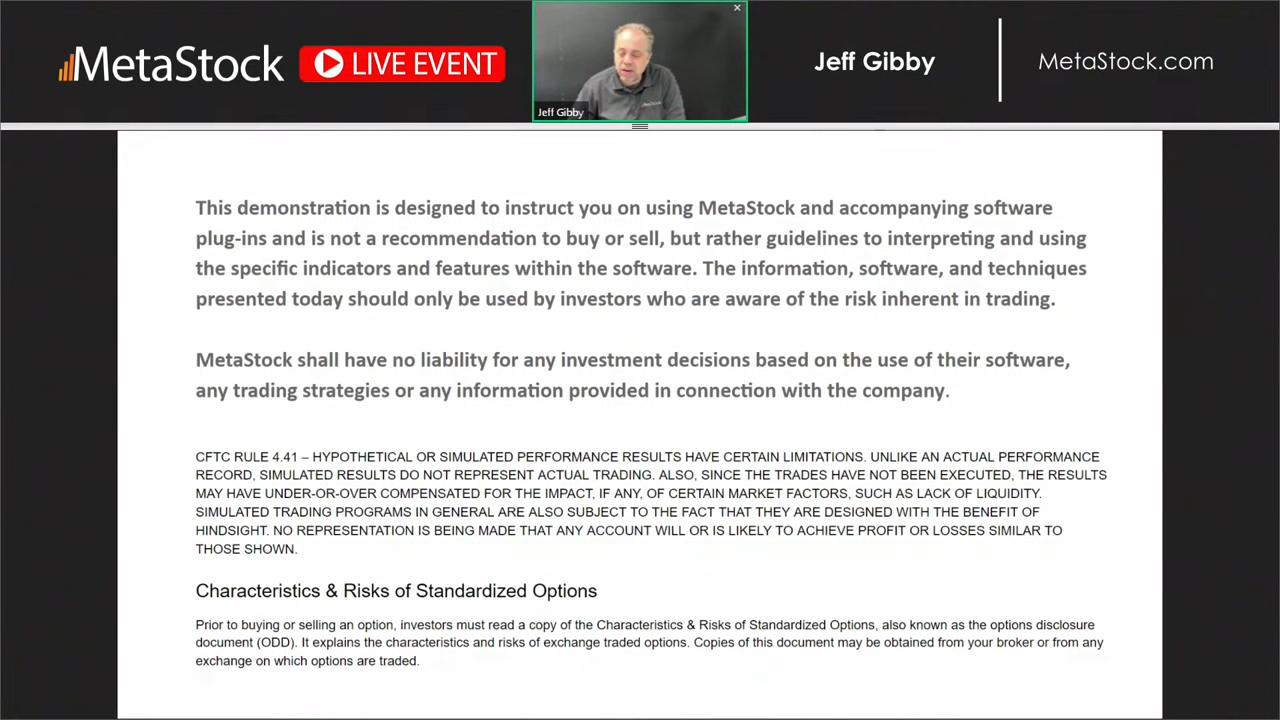 MetaStock
LIVE EVENT
Jeff Gibby
Jeff Gibby
MetaStock.com
This demonstration is designed to instruct you on using MetaStock and accompanying software
plug-ins and is not a recommendation to buy or sell, but rather guidelines to interpreting and using
the specific indicators and features within the software. The information, software, and techniques
presented today should only be used by investors who are aware of the risk inherent in trading.
MetaStock shall have no liability for any investment decisions based on the use of their software,
any trading strategies or any information provided in connection with the company.
CFTC RULE 4.41 – HYPOTHETICAL OR SIMULATED PERFORMANCE RESULTS HAVE CERTAIN LIMITATIONS. UNLIKE AN ACTUAL PERFORMANCE
RECORD, SIMULATED RESULTS DO NOT REPRESENT ACTUAL TRADING. ALSO, SINCE THE TRADES HAVE NOT BEEN EXECUTED, THE RESULTS
MAY HAVE UNDER-OR-OVER COMPENSATED FOR THE IMPACT, IF ANY, OF CERTAIN MARKET FACTORS, SUCH AS LACK OF LIQUIDITY.
SIMULATED TRADING PROGRAMS IN GENERAL ARE ALSO SUBJECT TO THE FACT THAT THEY ARE DESIGNED WITH THE BENEFIT OF
HINDSIGHT. NO REPRESENTATION IS BEING MADE THAT ANY ACCOUNT WILL OR IS LIKELY TO ACHIEVE PROFIT OR LOSSES SIMILAR TO
THOSE SHOWN.
Characteristics & Risks of Standardized Options
Prior to buying or selling an option, investors must read a copy of the Characteristics & Risks of Standardized Options, also known as the options disclosure
document (ODD). It explains the characteristics and risks of exchange traded options. Copies of this document may be obtained from your broker or from any
exchange on which options are traded.